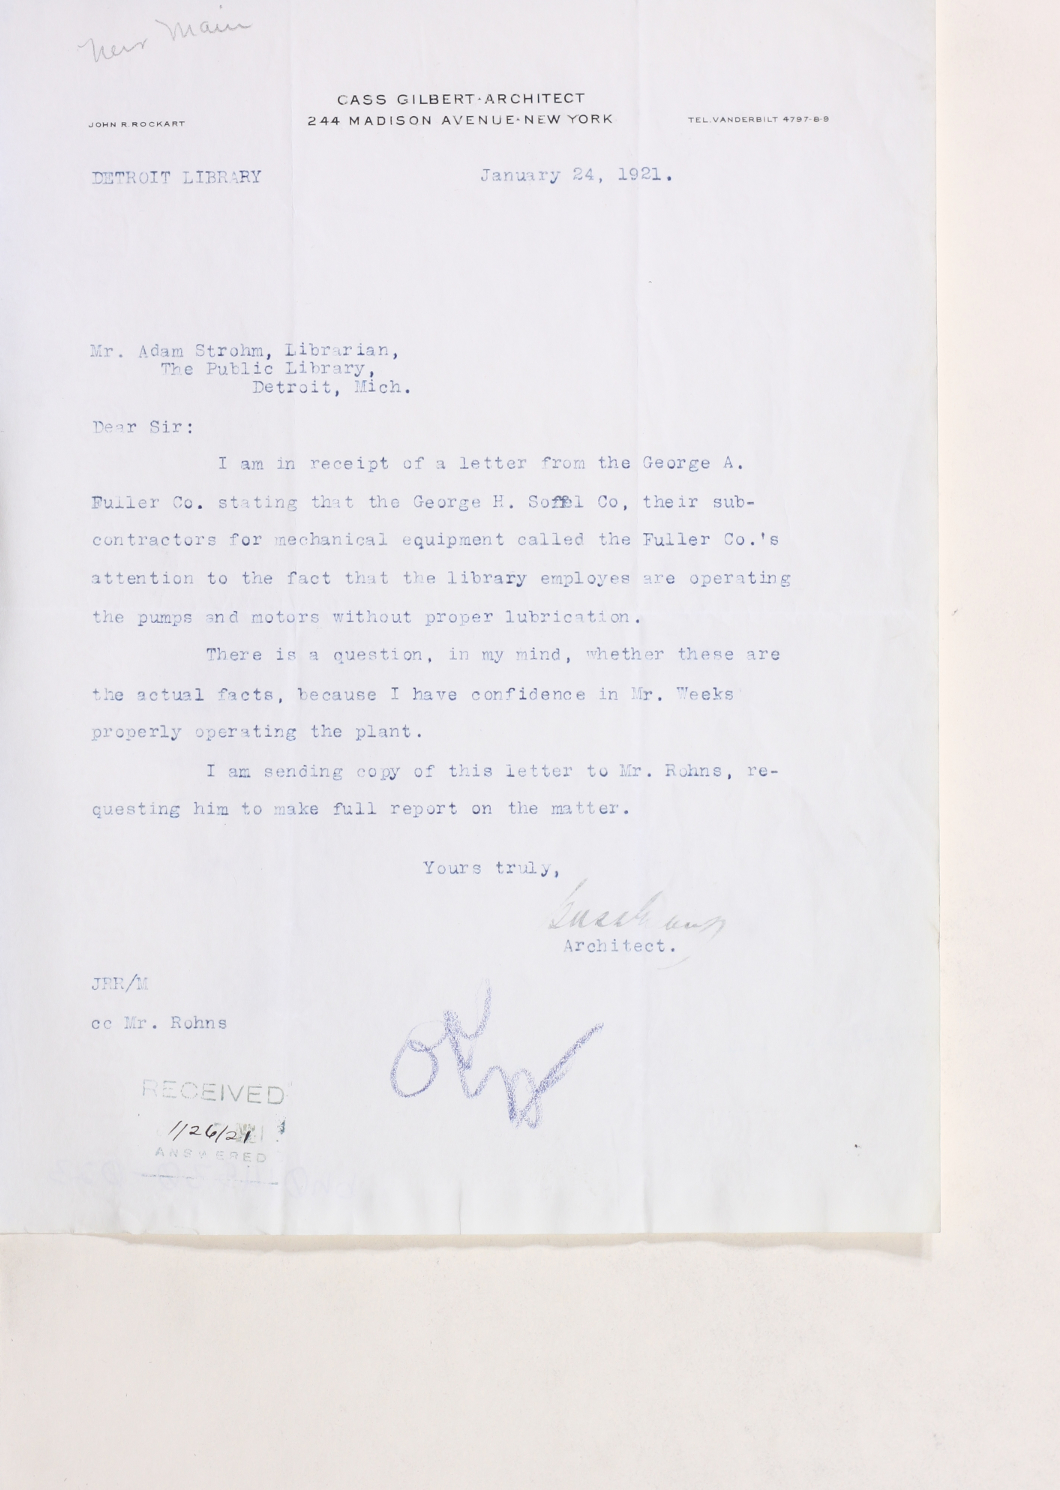 New Main
CASS GILBERT·ARCHITECT
244 MADISON AVENUE·NEW YORK
JOHN R. ROCKART
TEL. VANDERBILT 4797-8-9
DETROIT LIBRARY
January 24, 1921.
Mr. Adam Strohm, Librarian,
The Public Library,
Detroit, Mich.
Dear Sir:
I am in receipt of a letter from the George A.
Fuller Co. stating that the George H. Soffel Co, their sub-
contractors for mechanical equipment called the Fuller Co.'s
attention to the fact that the library employes are operating
the pumps and motors without proper lubrication.
There is a question, in my mind, whether these are
the actual facts, because I have confidence in Mr. Weeks
properly operating the plant.
I am sending copy of this letter to Mr. Rohns, re-
questing him to make full report on the matter.
Yours truly,
Architect.
JRR/M
cc Mr. Rohns
OK
RECEIVED
1/26/21
ANSWERED